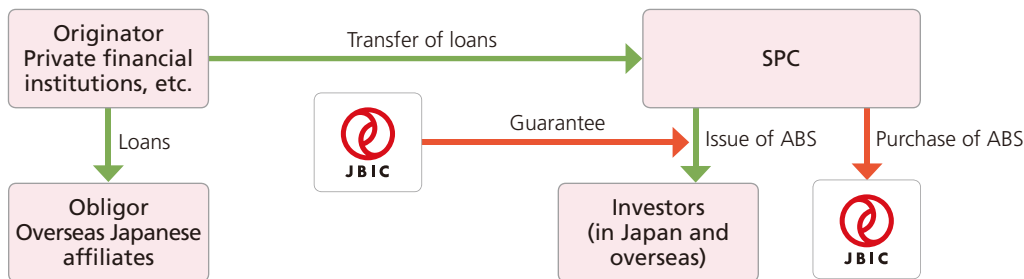 Originator
Private financial
institutions, etc.
Transfer of loans
SPC
Loans
JBIC
Guarantee
Issue of ABS
Purchase of ABS
Obligor
Overseas Japanese
affiliates
Investors
(in Japan and
overseas)
JBIC